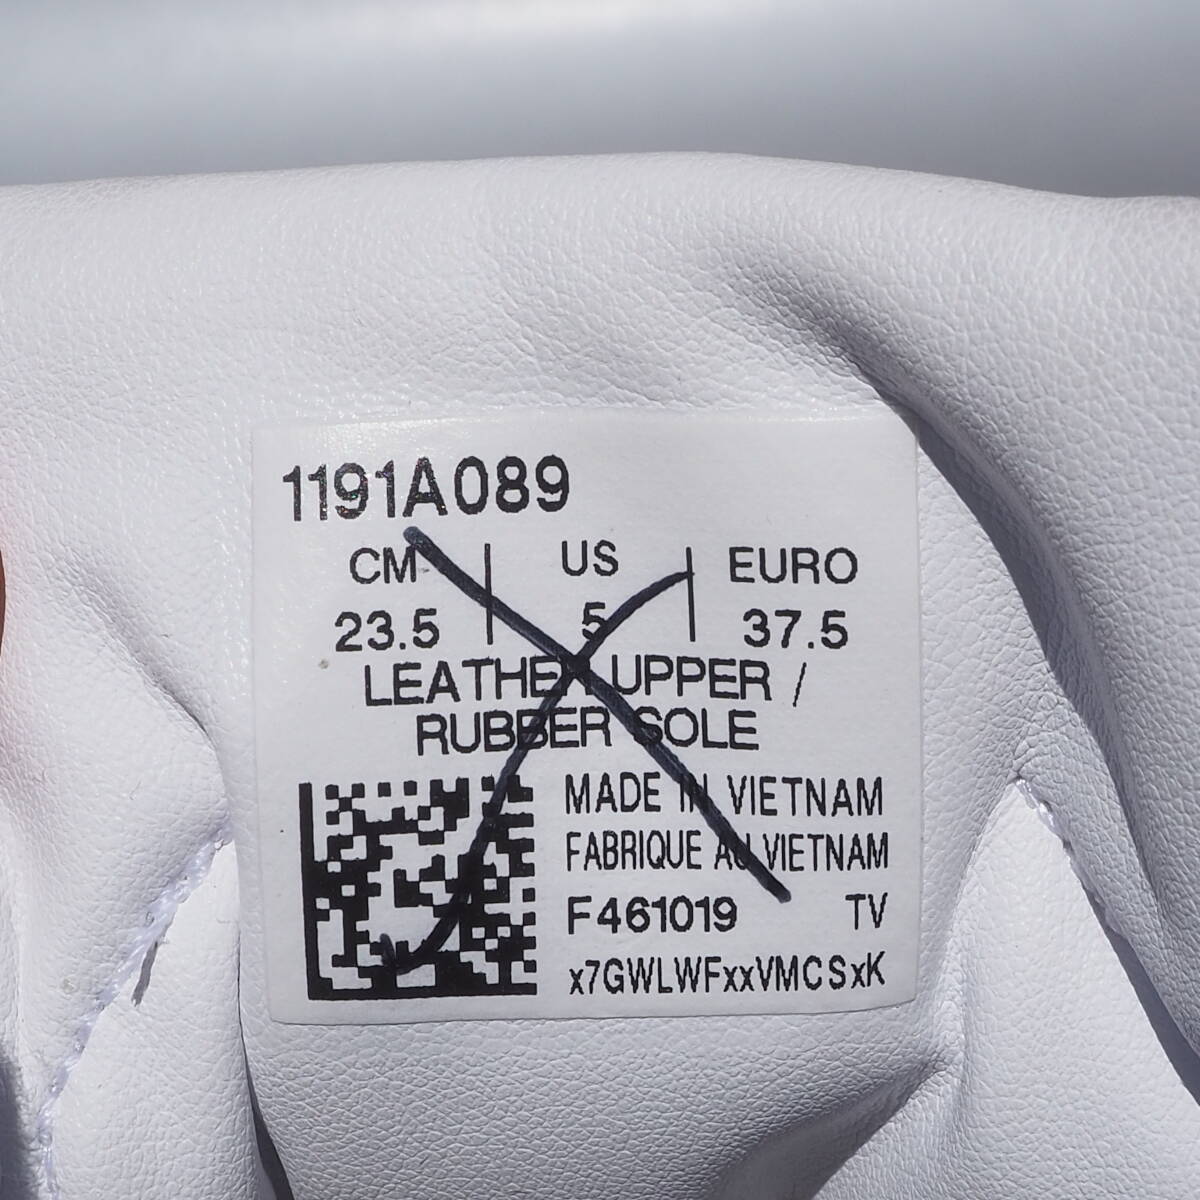 1191A089
CM | US | EURO
23.5 | 5 | 37.5
LEATHER UPPER /
RUBBER SOLE
MADE IN VIETNAM
FABRIQUE AU VIETNAM
F461019 TV
x7GWLWFxxVMCSxK